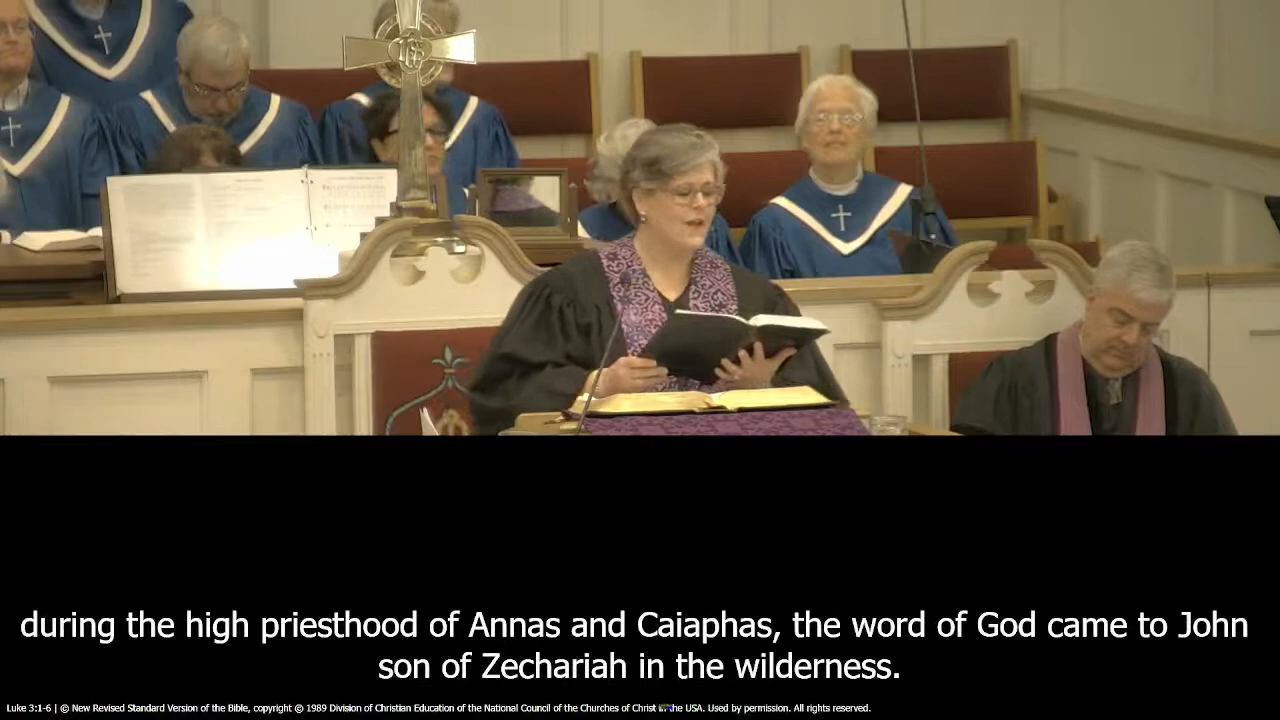 during the high priesthood of Annas and Caiaphas, the word of God came to John
son of Zechariah in the wilderness.
Luke 3:1-6 | © New Revised Standard Version of the Bible, copyright © 1989 Division of Christian Education of the National Council of the Churches of Christ in the USA. Used by permission. All rights reserved.